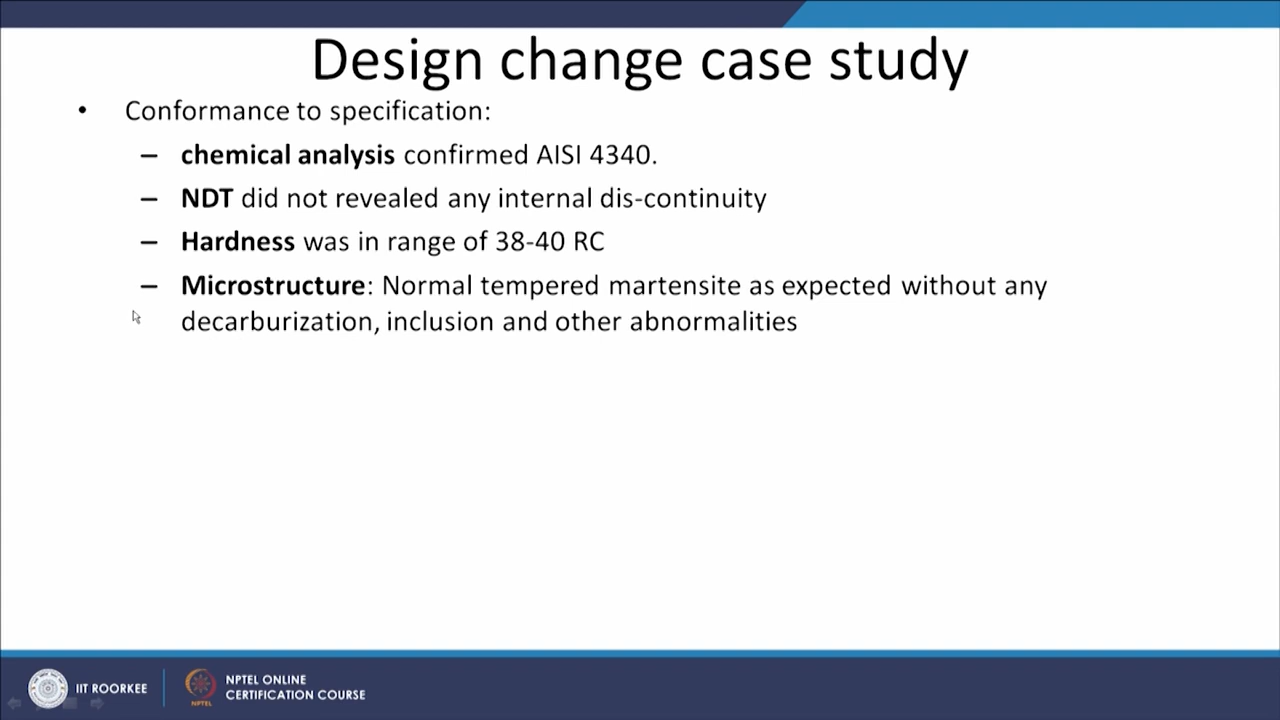 Design change case study
• Conformance to specification:
– chemical analysis confirmed AISI 4340.
– NDT did not revealed any internal dis-continuity
– Hardness was in range of 38-40 RC
– Microstructure: Normal tempered martensite as expected without any
decarburization, inclusion and other abnormalities
IIT ROORKEE
NPTEL
NPTEL ONLINE
CERTIFICATION COURSE